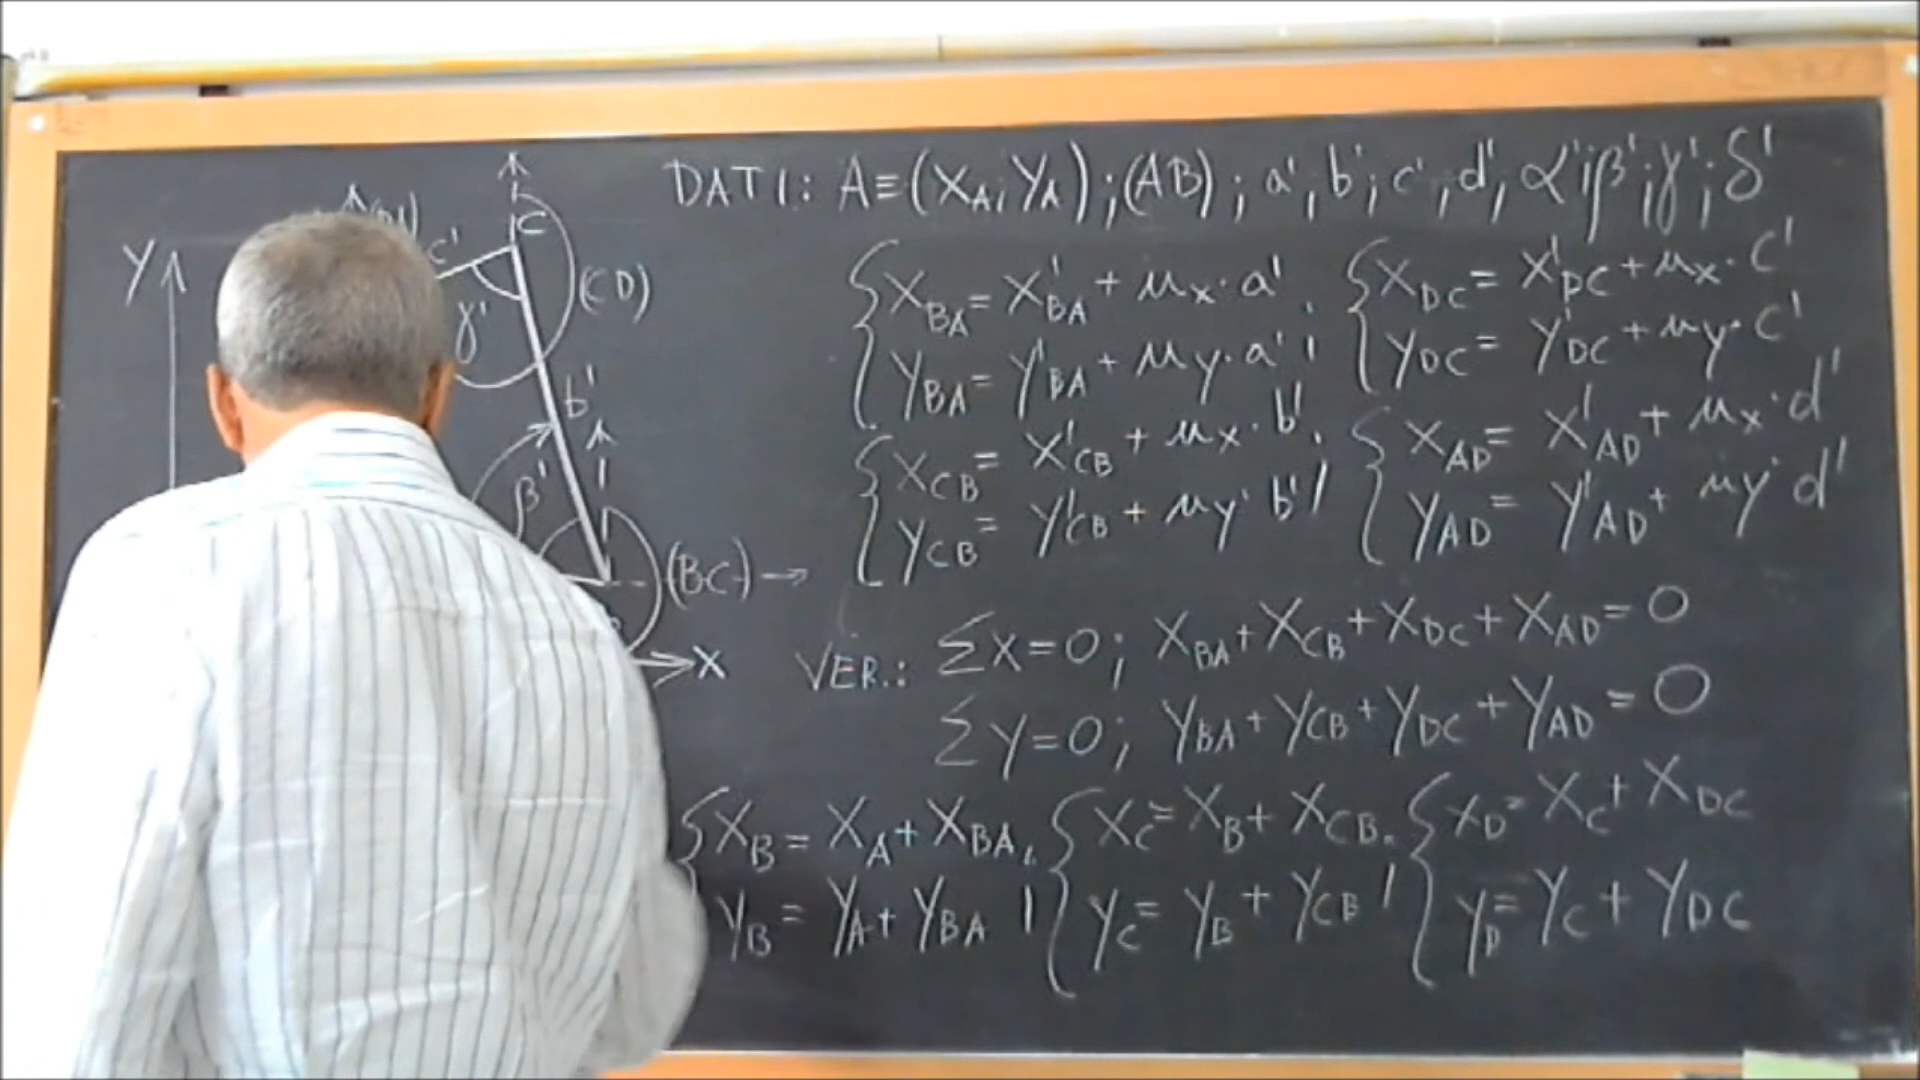 DATI: A≡(XA, YA); (AB); a', b', c', d', α'; β'; γ'; δ'
{ XBA = X'BA + μx · a' ; { XDC = X'DC + μx · c'
YBA = Y'BA + μy · a' YDC = Y'DC + μy · c'
{ XCB = X'CB + μx · b' ; { XAD = X'AD + μx · d'
YCB = Y'CB + μy · b' YAD = Y'AD + μy · d'
VER.: ΣX=0; XBA + XCB + XDC + XAD = 0
ΣY=0; YBA + YCB + YDC + YAD = 0
{ XB = XA + XBA ; { XC = XB + XCB ; { XD = XC + XDC
YB = YA + YBA YC = YB + YCB YD = YC + YDC
Y
C
c'
γ'
(CD)
b'
β'
(BC)
X